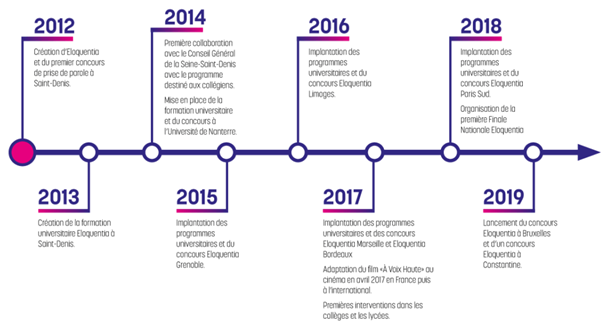 2012
Création d'Eloquentia
et du premier concours
de prise de parole à
Saint-Denis.
2013
Création de la formation
universitaire Eloquentia à
Saint-Denis.
2014
Première collaboration
avec le Conseil Général
de la Seine-Saint-Denis
avec le programme
destiné aux collégiens.
Mise en place de la
formation universitaire
et du concours à
l'Université de Nanterre.
2015
Implantation des
programmes
universitaires et du
concours Eloquentia
Grenoble.
2016
Implantation des
programmes
universitaires et du
concours Eloquentia
Limoges.
2017
Implantation des programmes
universitaires et des concours
Eloquentia Marseille et Eloquentia
Bordeaux
Adaptation du film «À Voix Haute» au
cinéma en avril 2017 en France puis
à l'international.
Premières interventions dans les
collèges et les lycées.
2018
Implantation des
programmes
universitaires et du
concours Eloquentia
Paris Sud.
Organisation de la
première Finale
Nationale Eloquentia
2019
Lancement du concours
Eloquentia à Bruxelles
et d'un concours
Eloquentia à
Constantine.